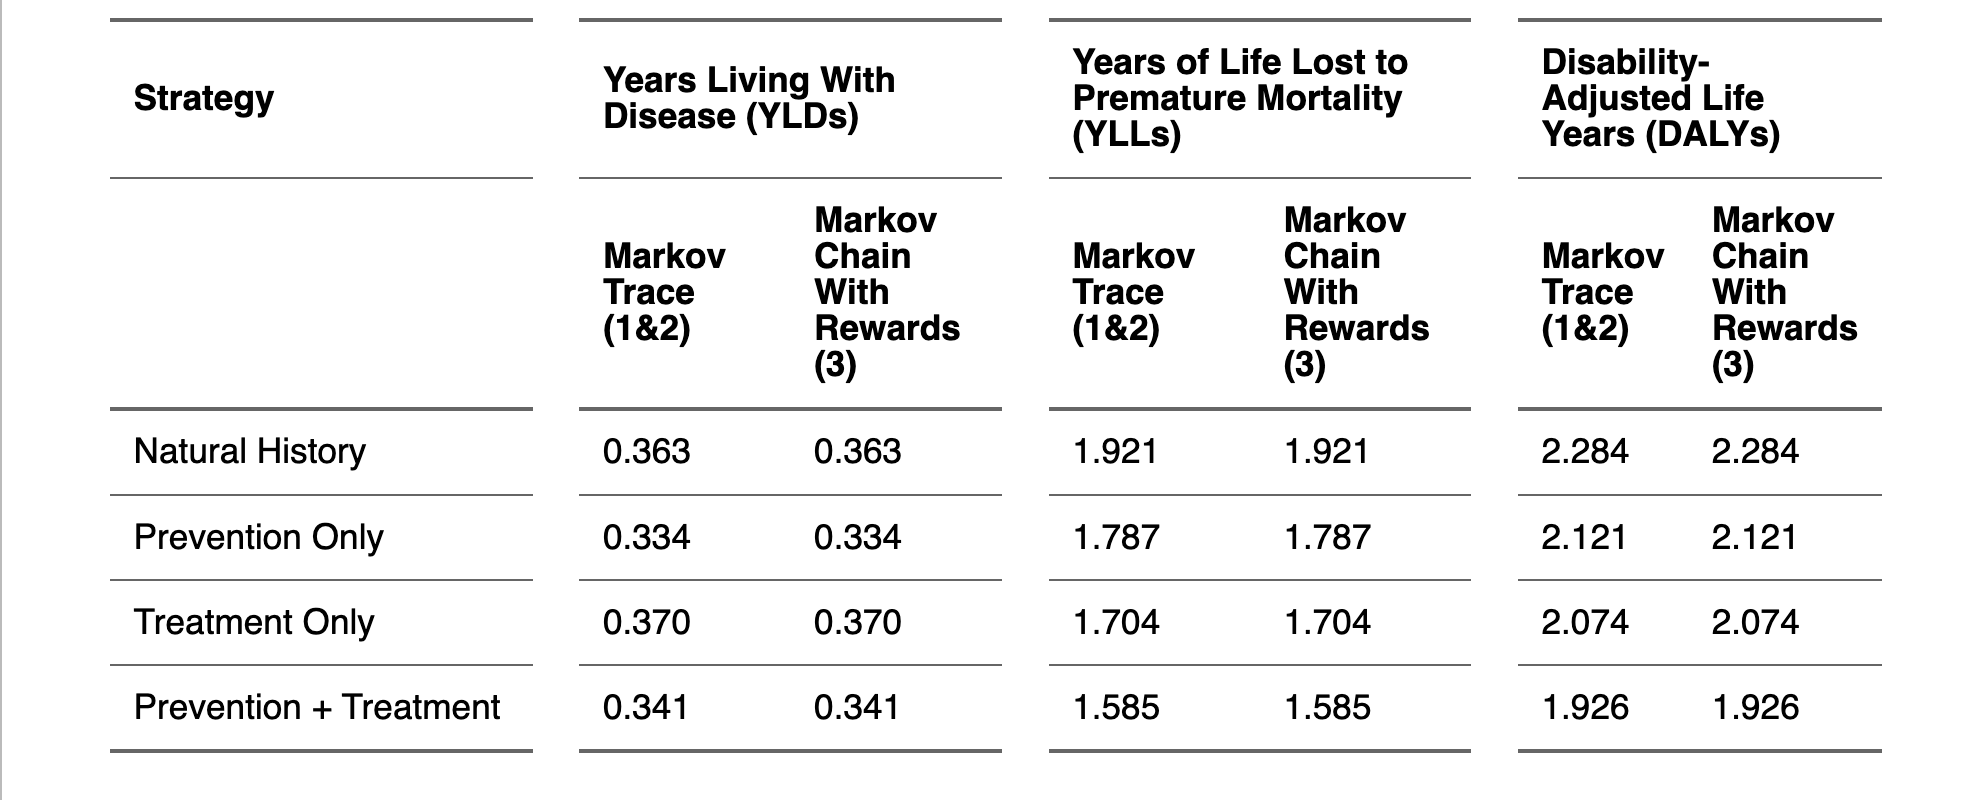 Strategy
Years Living With
Disease (YLDs)
Years of Life Lost to
Premature Mortality
(YLLs)
Disability-
Adjusted Life
Years (DALYs)
Markov
Trace
(1&2)
Markov
Chain
With
Rewards
(3)
Markov
Trace
(1&2)
Markov
Chain
With
Rewards
(3)
Markov
Trace
(1&2)
Markov
Chain
With
Rewards
(3)
Natural History 0.363 0.363 1.921 1.921 2.284 2.284
Prevention Only 0.334 0.334 1.787 1.787 2.121 2.121
Treatment Only 0.370 0.370 1.704 1.704 2.074 2.074
Prevention + Treatment 0.341 0.341 1.585 1.585 1.926 1.926